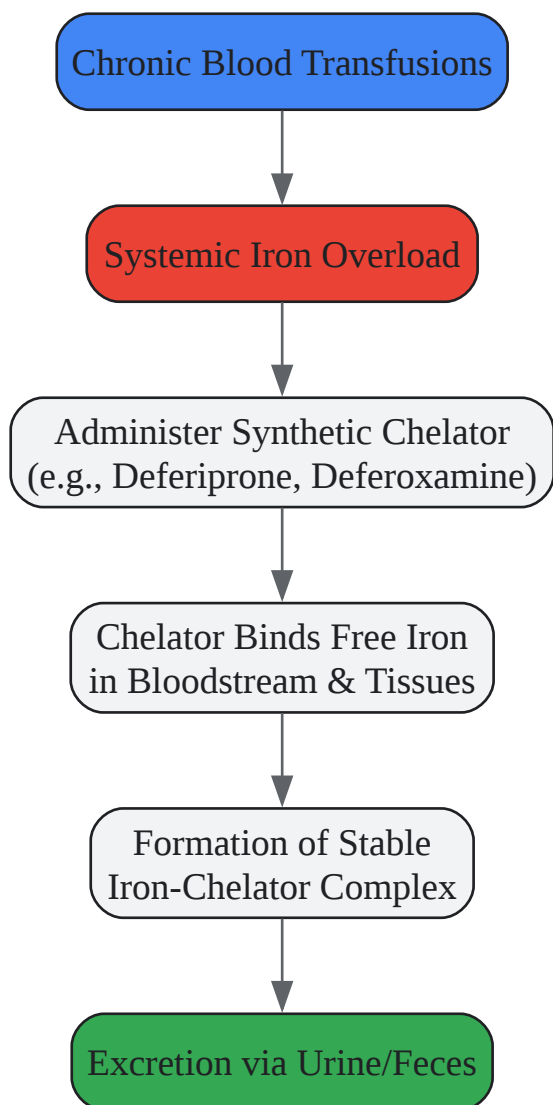 Chronic Blood Transfusions
Systemic Iron Overload
Administer Synthetic Chelator
(e.g., Deferiprone, Deferoxamine)
Chelator Binds Free Iron
in Bloodstream & Tissues
Formation of Stable
Iron-Chelator Complex
Excretion via Urine/Feces